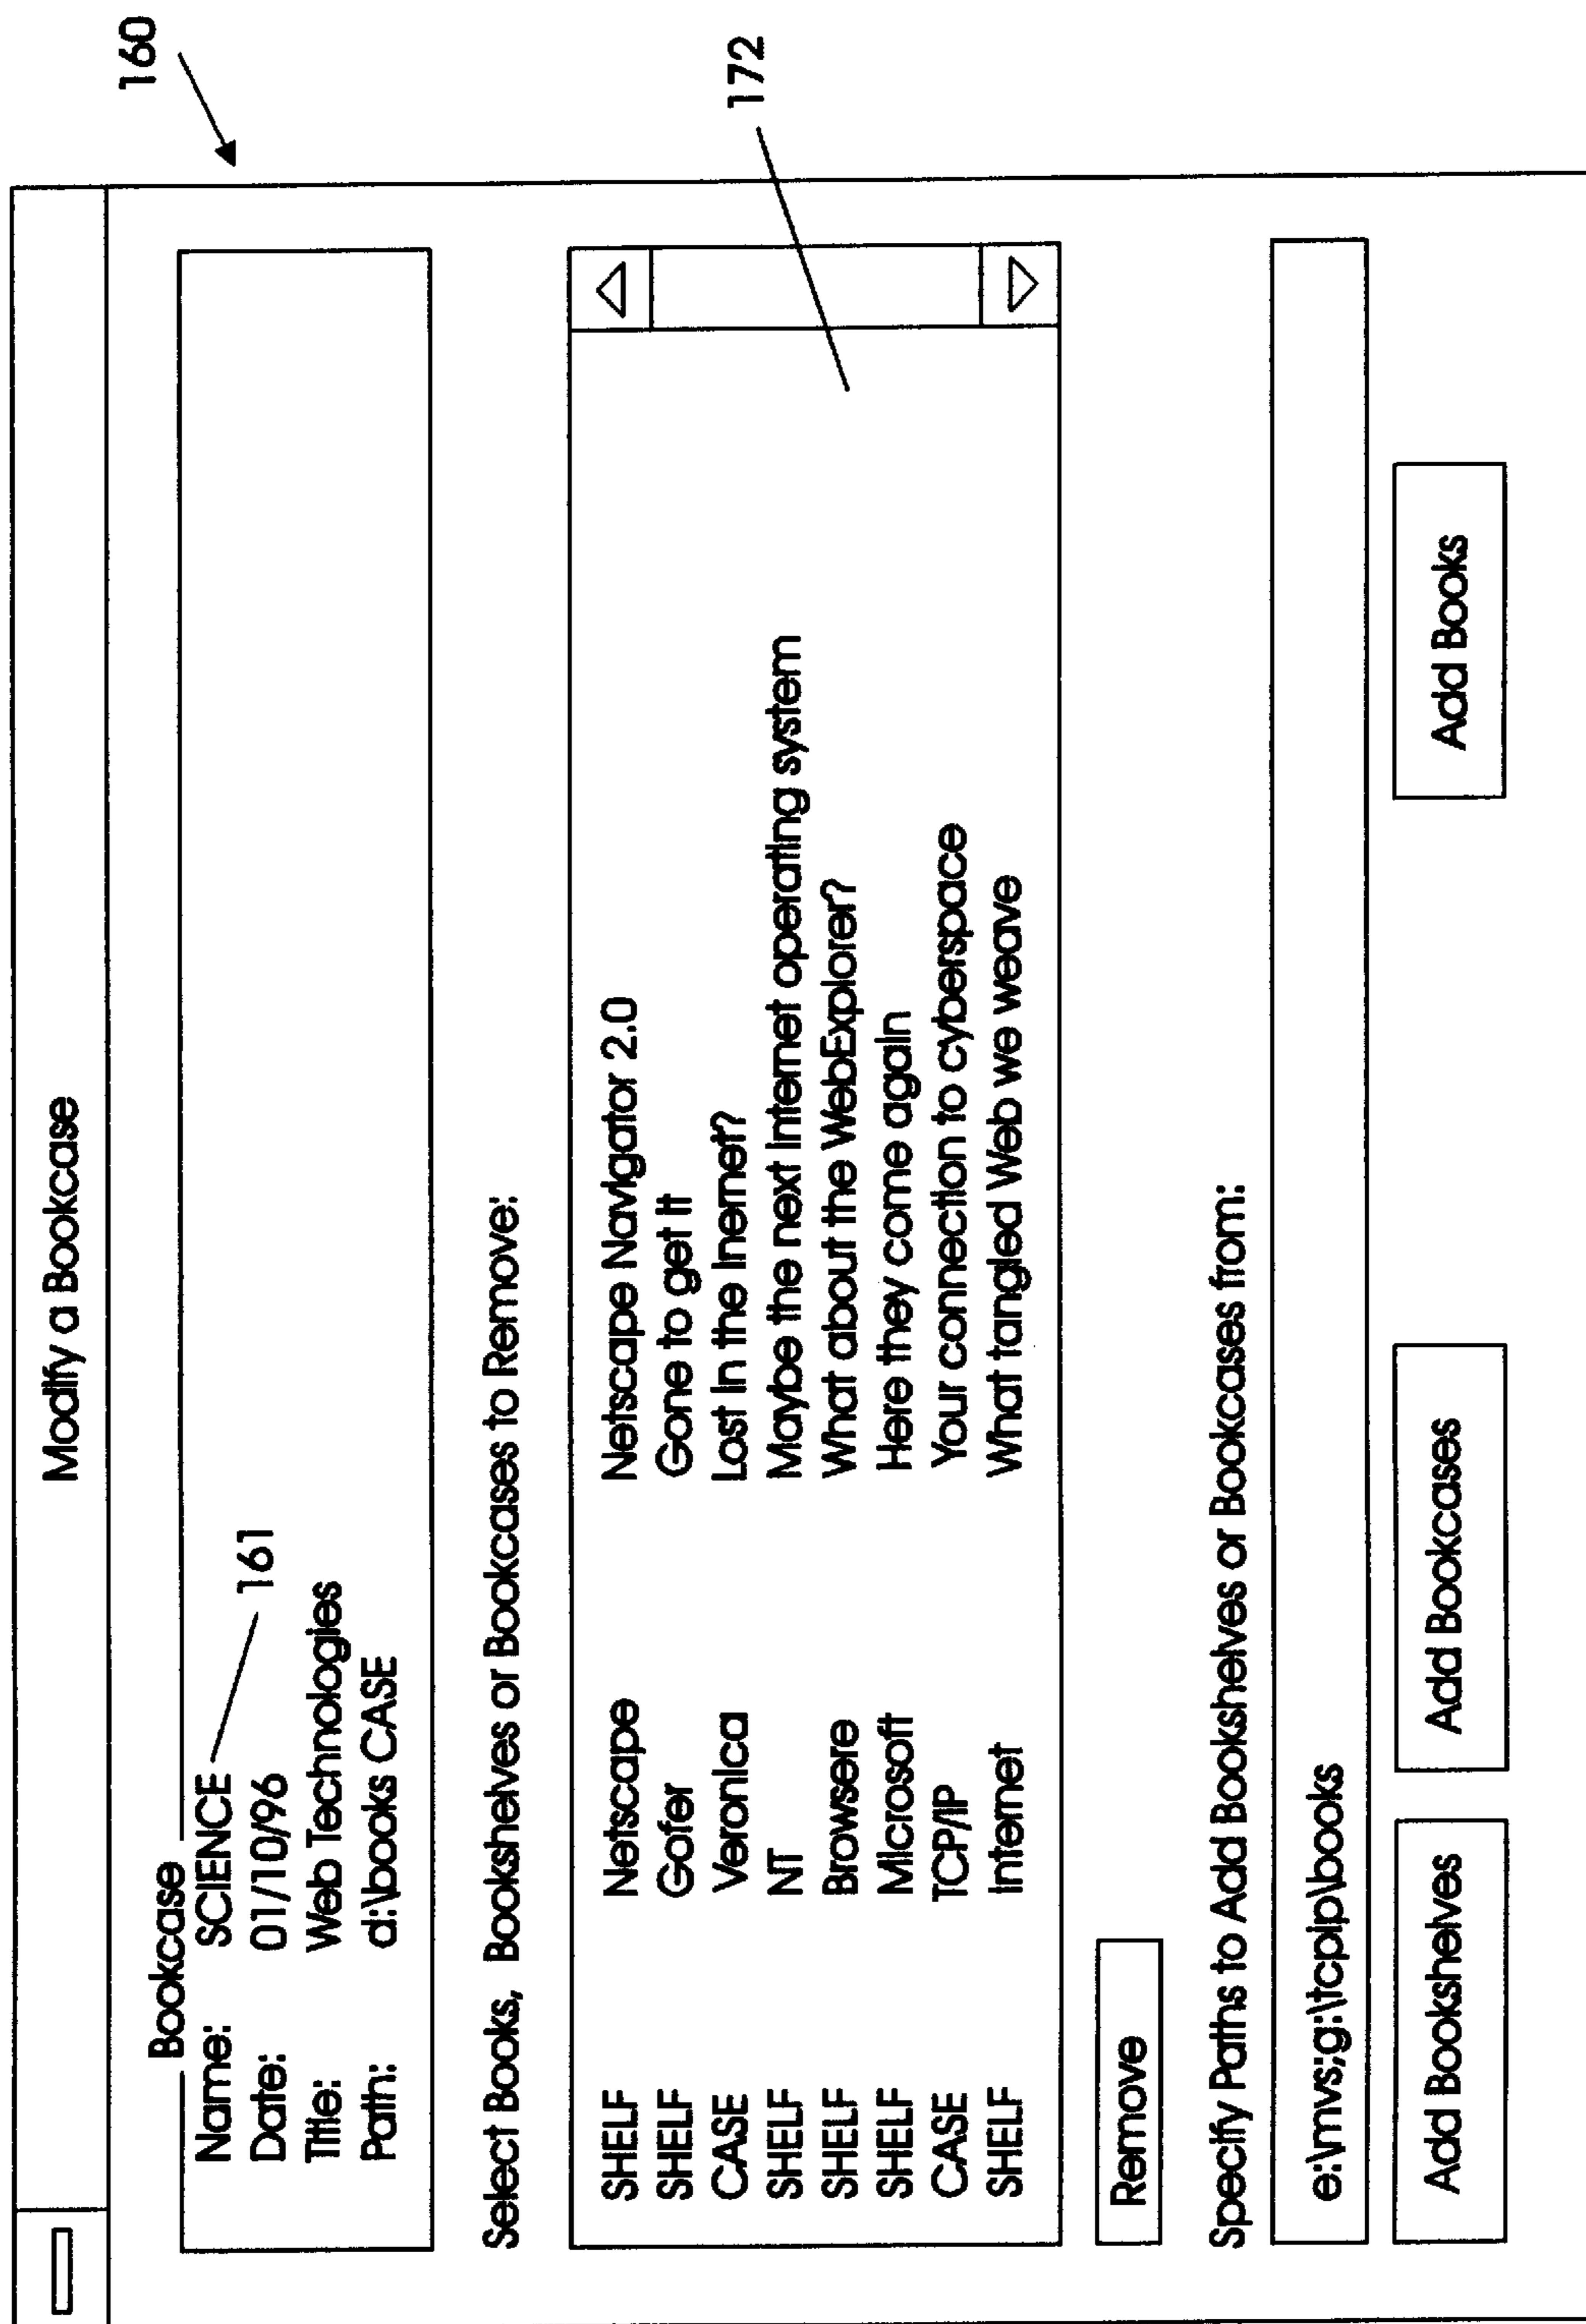 Modify a Bookcase
160
Bookcase
Name: SCIENCE
161
Date: 01/10/96
Title: Web Technologies
Path: d:\books CASE
Select Books, Bookshelves or Bookcases to Remove:
SHELF Netscape Netscape Navigator 2.0
SHELF Gofer Gone to get it
CASE Veronica Lost in the Inernet?
SHELF NT Maybe the next Internet operating system
SHELF Browsere What about the WebExplorer?
SHELF Microsoft Here they come again
CASE TCP/IP Your connection to cyberspace
SHELF Internet What tangled Web we weave
172
Remove
Specify Paths to Add Bookshelves or Bookcases from:
e:\mvs;g:\tcpip\books
Add Bookshelves Add Bookcases Add Books